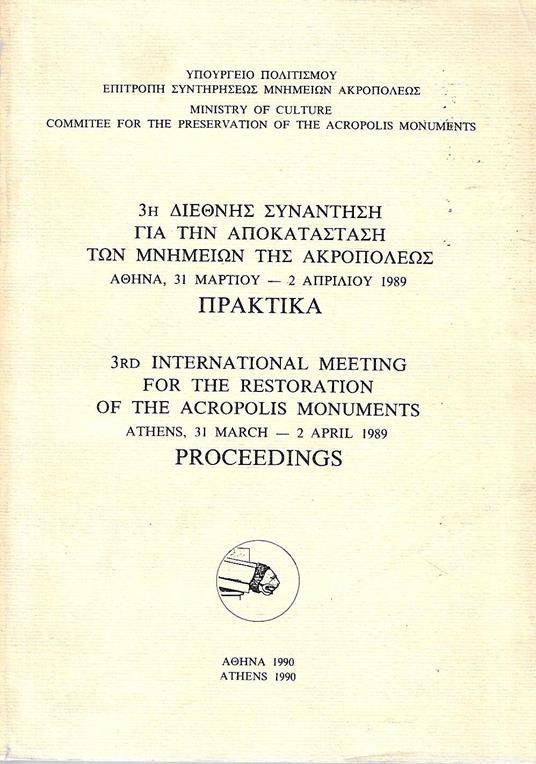 ΥΠΟΥΡΓΕΙΟ ΠΟΛΙΤΙΣΜΟΥ
ΕΠΙΤΡΟΠΗ ΣΥΝΤΗΡΗΣΕΩΣ ΜΝΗΜΕΙΩΝ ΑΚΡΟΠΟΛΕΩΣ
MINISTRY OF CULTURE
COMMITEE FOR THE PRESERVATION OF THE ACROPOLIS MONUMENTS
3Η ΔΙΕΘΝΗΣ ΣΥΝΑΝΤΗΣΗ
ΓΙΑ ΤΗΝ ΑΠΟΚΑΤΑΣΤΑΣΗ
ΤΩΝ ΜΝΗΜΕΙΩΝ ΤΗΣ ΑΚΡΟΠΟΛΕΩΣ
ΑΘΗΝΑ, 31 ΜΑΡΤΙΟΥ — 2 ΑΠΡΙΛΙΟΥ 1989
ΠΡΑΚΤΙΚΑ
3RD INTERNATIONAL MEETING
FOR THE RESTORATION
OF THE ACROPOLIS MONUMENTS
ATHENS, 31 MARCH — 2 APRIL 1989
PROCEEDINGS
ΑΘΗΝΑ 1990
ATHENS 1990